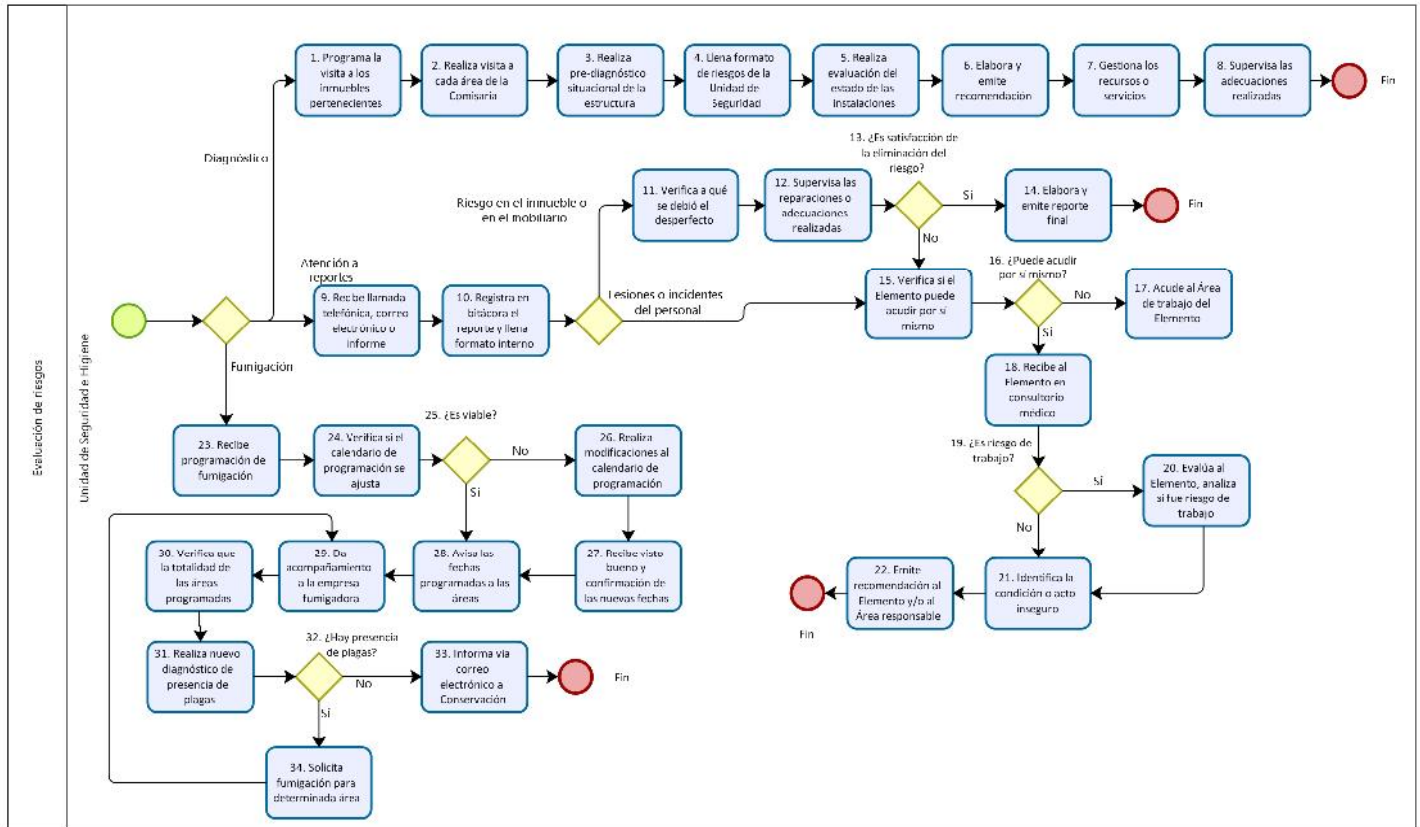 Evaluación de riesgos
Unidad de Seguridad e Higiene
1. Programa la
visita a los
inmuebles
pertenecientes
2. Realiza visita a
cada área de la
Comisaría
3. Realiza
pre-diagnóstico
situacional de la
estructura
4. Llena formato
de riesgos de la
Unidad de
Seguridad
5. Realiza
evaluación del
estado de las
instalaciones
6. Elabora y
emite
recomendación
7. Gestiona los
recursos o
servicios
8. Supervisa las
adecuaciones
realizadas
Fin
Diagnóstico
Riesgo en el inmueble o
en el mobiliario
11. Verifica a qué
se debió el
desperfecto
12. Supervisa las
reparaciones o
adecuaciones
realizadas
13. ¿Es satisfacción de
la eliminación del
riesgo?
Sí
No
14. Elabora y
emite reporte
final
Fin
Atención a
reportes
9. Recibe llamada
telefónica, correo
electrónico o
informe
10. Registra en
bitácora el
reporte y llena
formato interno
Lesiones o incidentes
del personal
15. Verifica si el
Elemento puede
acudir por sí
mismo
16. ¿Puede acudir
por sí mismo?
No
Sí
17. Acude al Área
de trabajo del
Elemento
18. Recibe al
Elemento en
consultorio
médico
19. ¿Es riesgo de
trabajo?
Sí
No
20. Evalúa al
Elemento, analiza
si fue riesgo de
trabajo
21. Identifica la
condición o acto
inseguro
22. Emite
recomendación al
Elemento y/o al
Área responsable
Fin
Fumigación
23. Recibe
programación de
fumigación
24. Verifica si el
calendario de
programación se
ajusta
25. ¿Es viable?
No
Sí
26. Realiza
modificaciones al
calendario de
programación
27. Recibe visto
bueno y
confirmación de
las nuevas fechas
28. Avisa las
fechas
programadas a las
áreas
29. Da
acompañamiento
a la empresa
fumigadora
30. Verifica que
la totalidad de
las áreas
programadas
31. Realiza nuevo
diagnóstico de
presencia de
plagas
32. ¿Hay presencia
de plagas?
No
Sí
33. Informa vía
correo
electrónico a
Conservación
Fin
34. Solicita
fumigación para
determinada área